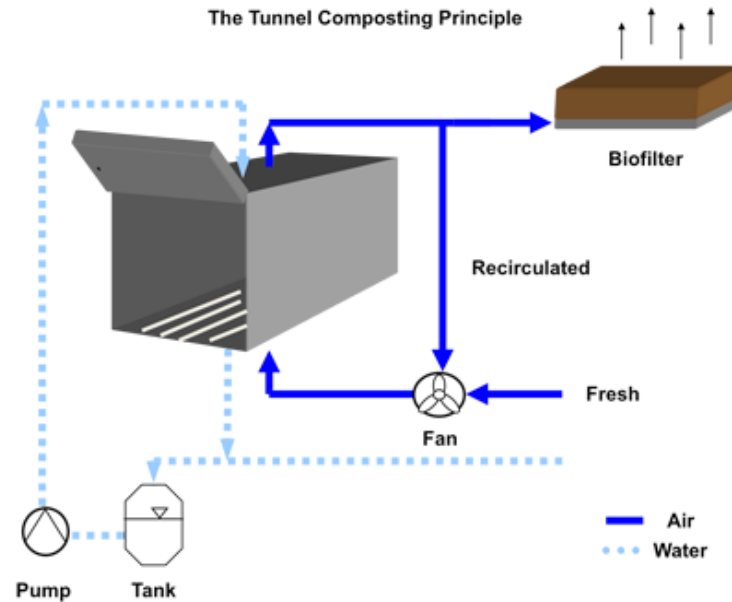 The Tunnel Composting Principle
Biofilter
Recirculated
Fresh
Fan
Air
Water
Pump
Tank